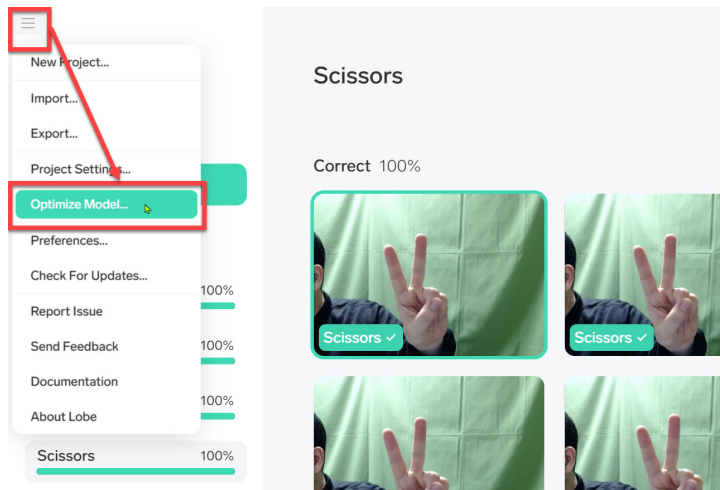 New Project...
Import...
Export...
Project Settings...
Optimize Model...
Preferences...
Check For Updates...
Report Issue
Send Feedback
Documentation
About Lobe
100%
100%
100%
Scissors 100%
Scissors
Correct 100%
Scissors
Scissors